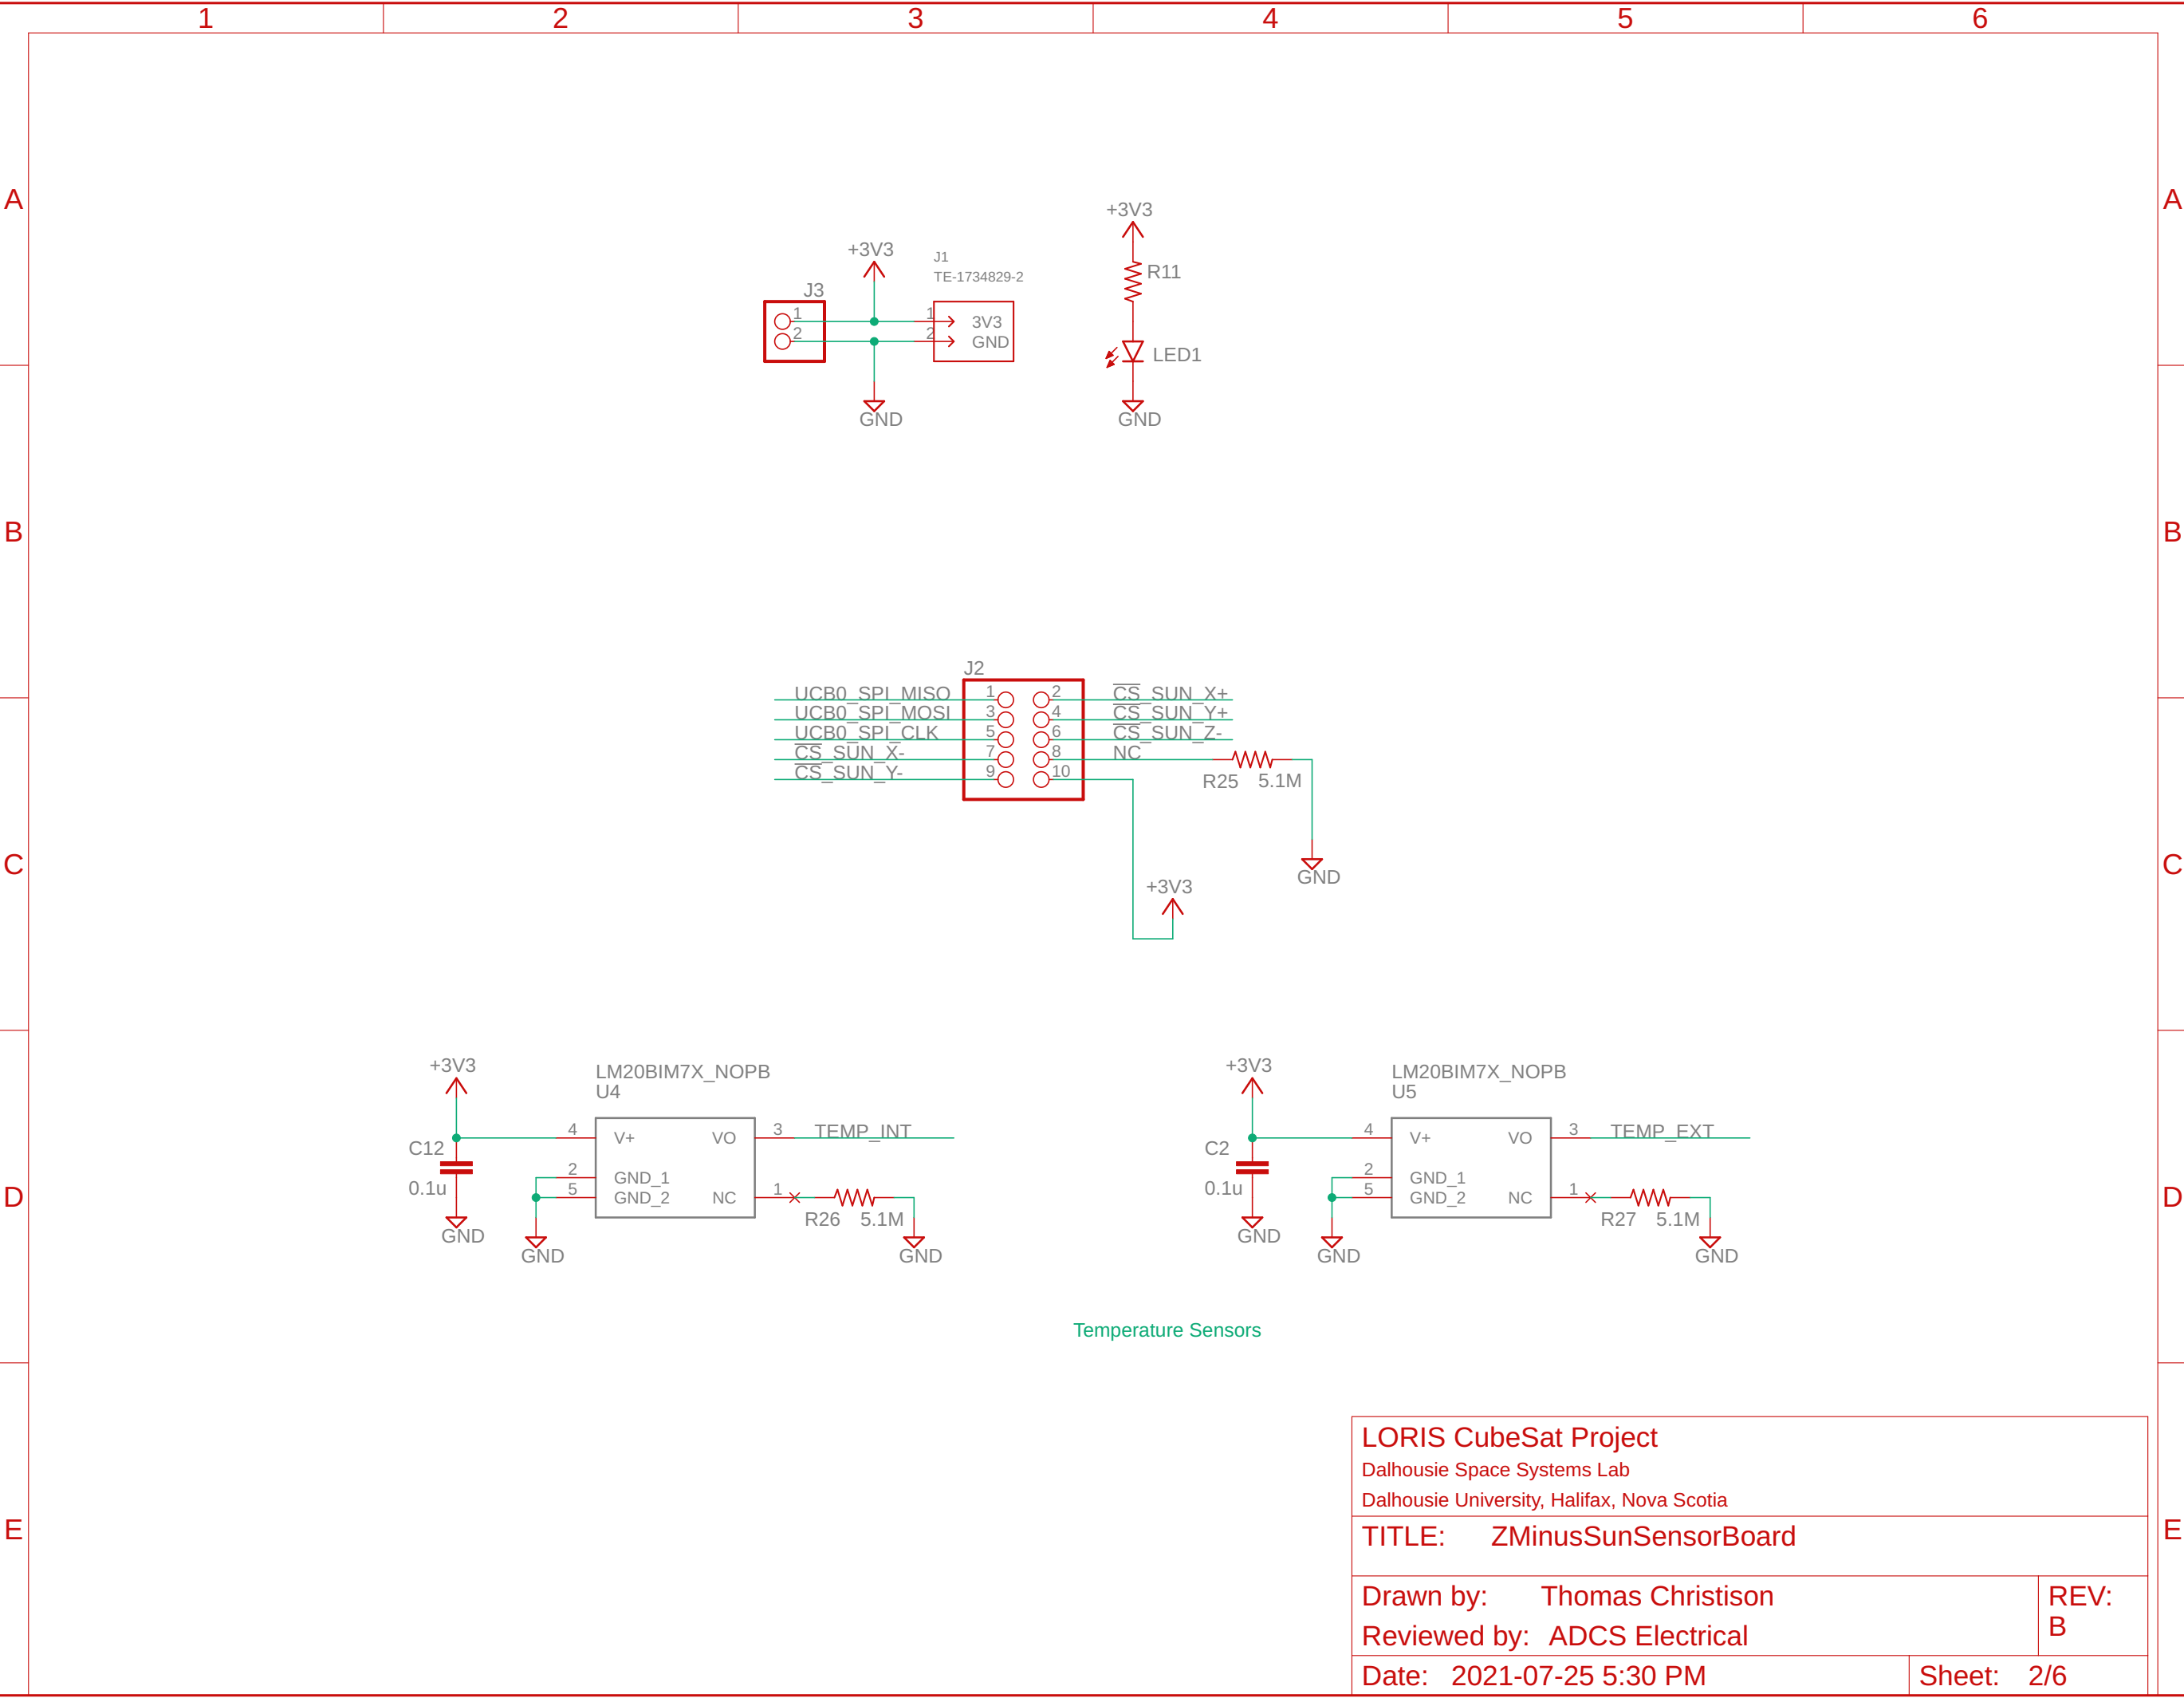 1 2 3 4 5 6
A A
+3V3
+3V3
J1
TE-1734829-2
R11
J3
1 1 3V3
2 2 GND
LED1
GND GND
B B
J2
UCB0_SPI_MISO 1 2 C̅S̅_SUN_X+
UCB0_SPI_MOSI 3 4 C̅S̅_SUN_Y+
UCB0_SPI_CLK 5 6 C̅S̅_SUN_Z-
C̅S̅_SUN_X- 7 8 NC
C̅S̅_SUN_Y- 9 10
R25 5.1M
C C
GND
+3V3
+3V3 LM20BIM7X_NOPB +3V3 LM20BIM7X_NOPB
U4 U5
4 V+ VO 3 TEMP_INT 4 V+ VO 3 TEMP_EXT
C12 C2
2 GND_1 2 GND_1
0.1u 5 GND_2 NC 1 0.1u 5 GND_2 NC 1
D D
R26 5.1M R27 5.1M
GND GND
GND GND GND GND
Temperature Sensors
LORIS CubeSat Project
Dalhousie Space Systems Lab
Dalhousie University, Halifax, Nova Scotia
E E
TITLE: ZMinusSunSensorBoard
Drawn by: Thomas Christison REV:
B
Reviewed by: ADCS Electrical
Date: 2021-07-25 5:30 PM Sheet: 2/6